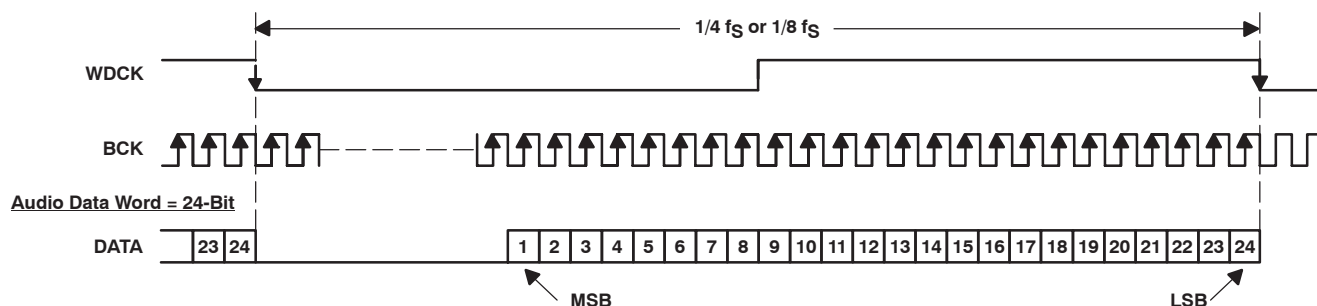 1/4 fS or 1/8 fS
WDCK
BCK
Audio Data Word = 24-Bit
DATA 23 24 1 2 3 4 5 6 7 8 9 10 11 12 13 14 15 16 17 18 19 20 21 22 23 24
MSB LSB